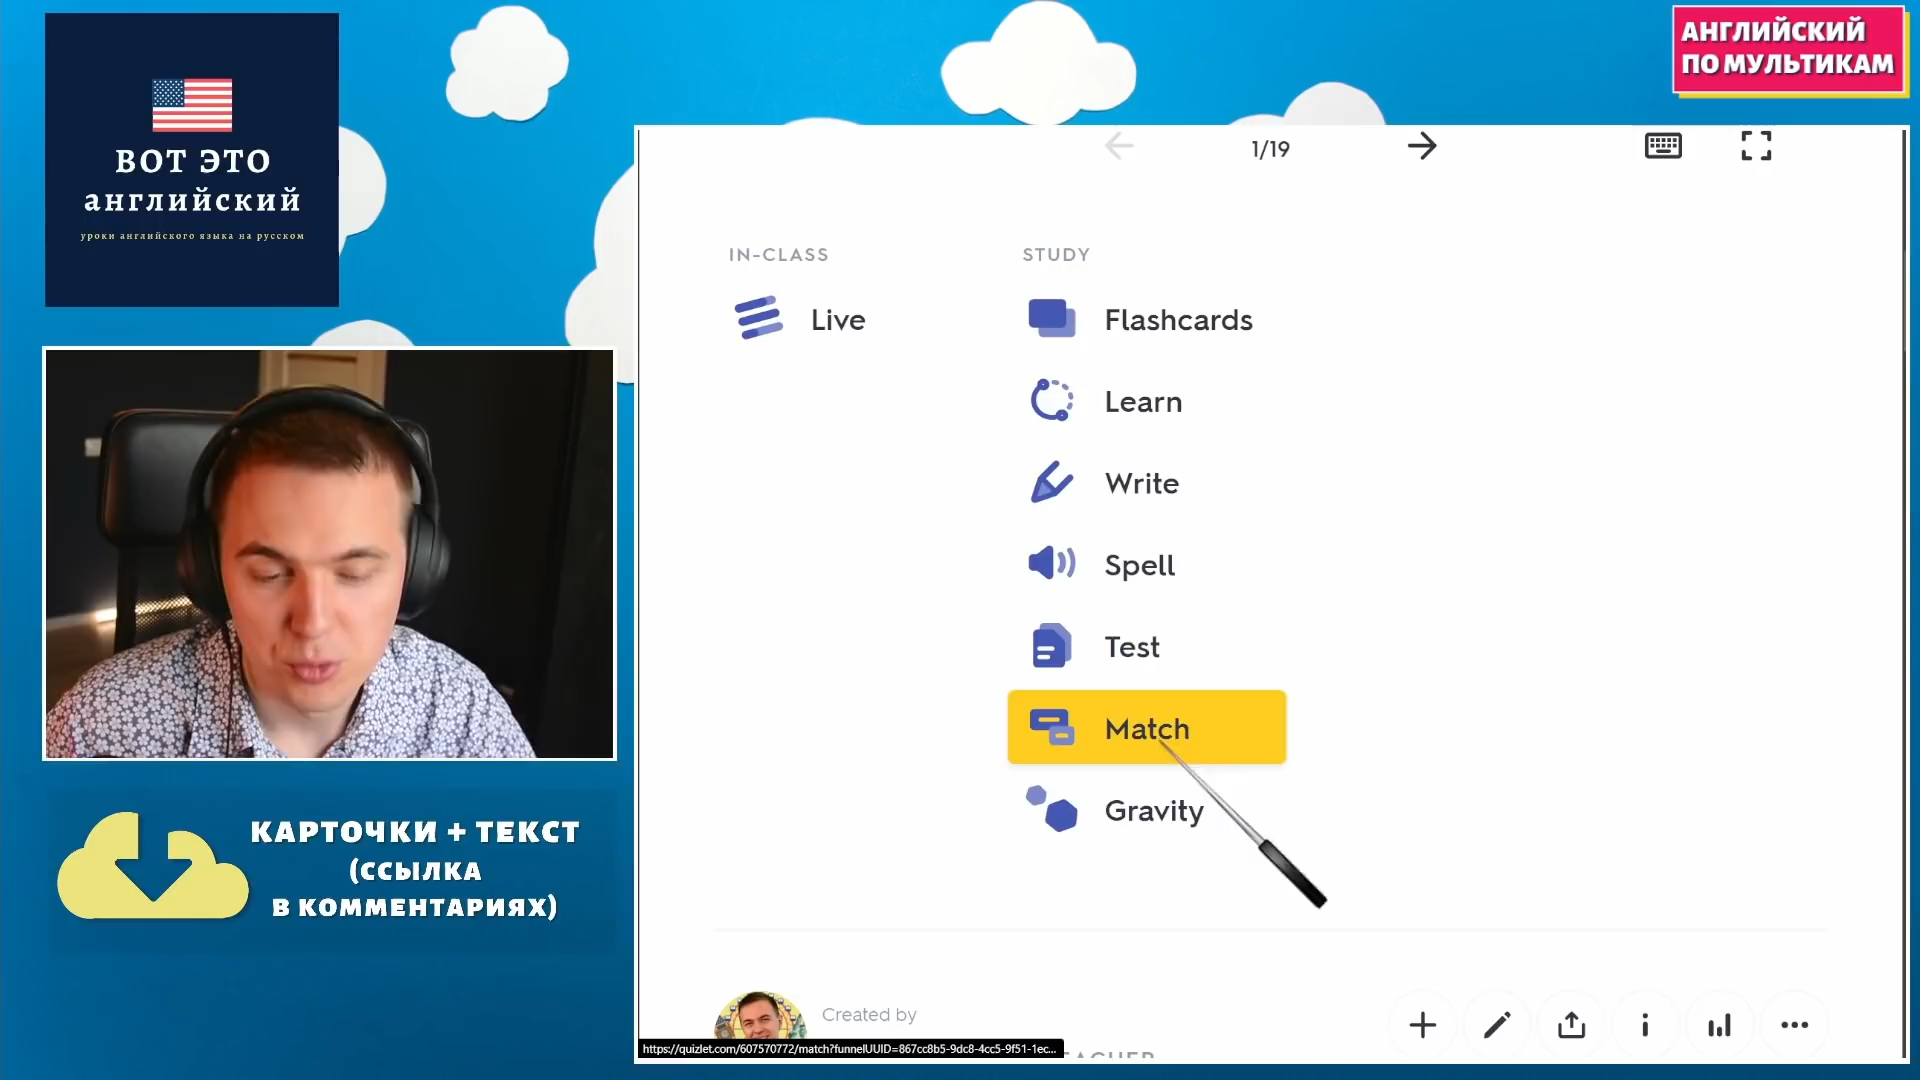 ВОТ ЭТО
английский
уроки английского языка на русском
АНГЛИЙСКИЙ
ПО МУЛЬТИКАМ
1/19
IN-CLASS
STUDY
Live
Flashcards
Learn
Write
Spell
Test
Match
Gravity
КАРТОЧКИ + ТЕКСТ
(ССЫЛКА
В КОММЕНТАРИЯХ)
Created by
https://quizlet.com/607570772/match?funnelUUID=867cc8b5-9dc8-4cc5-9f51-1ec...
TEACHER